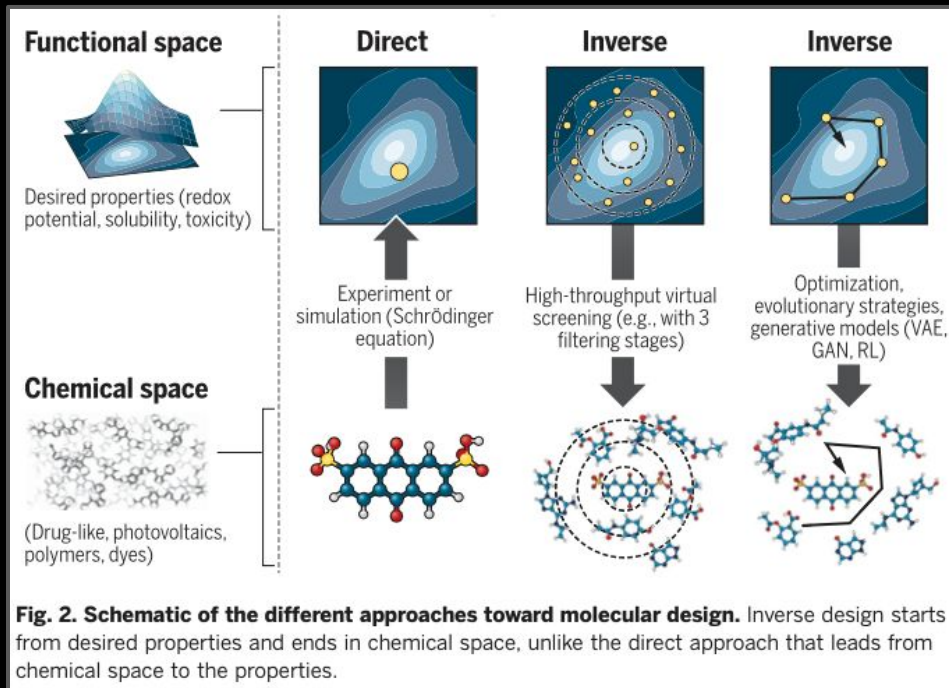 Functional space
Desired properties (redox
potential, solubility, toxicity)
Chemical space
(Drug-like, photovoltaics,
polymers, dyes)
Direct
Experiment or
simulation (Schrödinger
equation)
Inverse
High-throughput virtual
screening (e.g., with 3
filtering stages)
Inverse
Optimization,
evolutionary strategies,
generative models (VAE,
GAN, RL)
Fig. 2. Schematic of the different approaches toward molecular design. Inverse design starts
from desired properties and ends in chemical space, unlike the direct approach that leads from
chemical space to the properties.